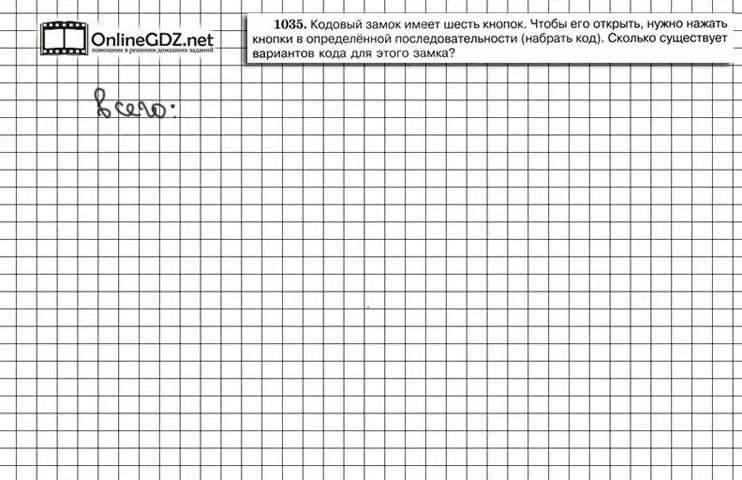 OnlineGDZ.net
помощник в решении домашних заданий
1035. Кодовый замок имеет шесть кнопок. Чтобы его открыть, нужно нажать
кнопки в определённой последовательности (набрать код). Сколько существует
вариантов кода для этого замка?
Всего: